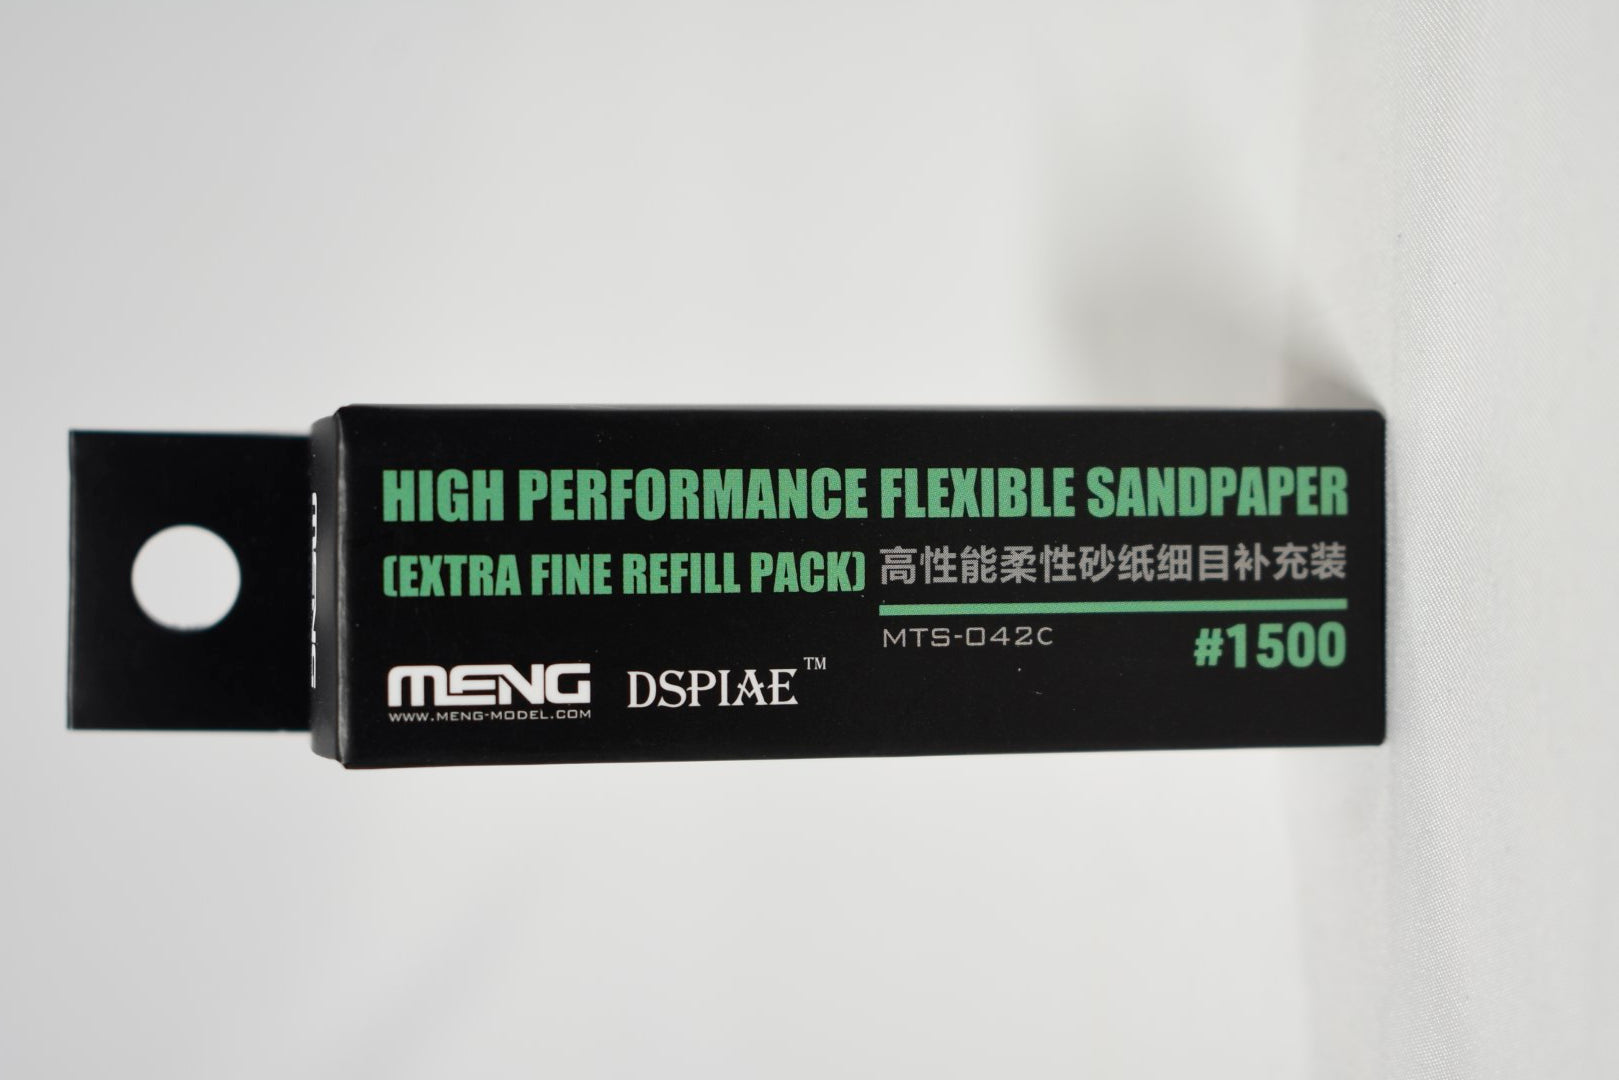 HIGH PERFORMANCE FLEXIBLE SANDPAPER
(EXTRA FINE REFILL PACK) 高性能柔性砂纸细目补充装
MTS-042C #1500
MENG DSPIAE™
WWW.MENG-MODEL.COM
MENG